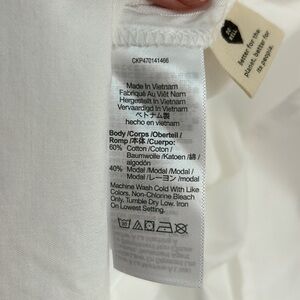 CKP470141466
Made In Vietnam
Fabriqué Au Viêt Nam
Hergestellt In Vietnam
Vervaardigd In Vietnam
ベトナム製
hecho en vietnam
Body /Corps /Oberteil /
Romp /本体 /Cuerpo:
60% Cotton /Coton /
Baumwolle /Katoen /綿 /
algodón
40% Modal /Modal /Modal /
Modal /レーヨン /modal
Machine Wash Cold With Like
Colors. Non-Chlorine Bleach
Only. Tumble Dry Low. Iron
On Lowest Setting.
DO
WELL
better for the
planet. better for
its people.